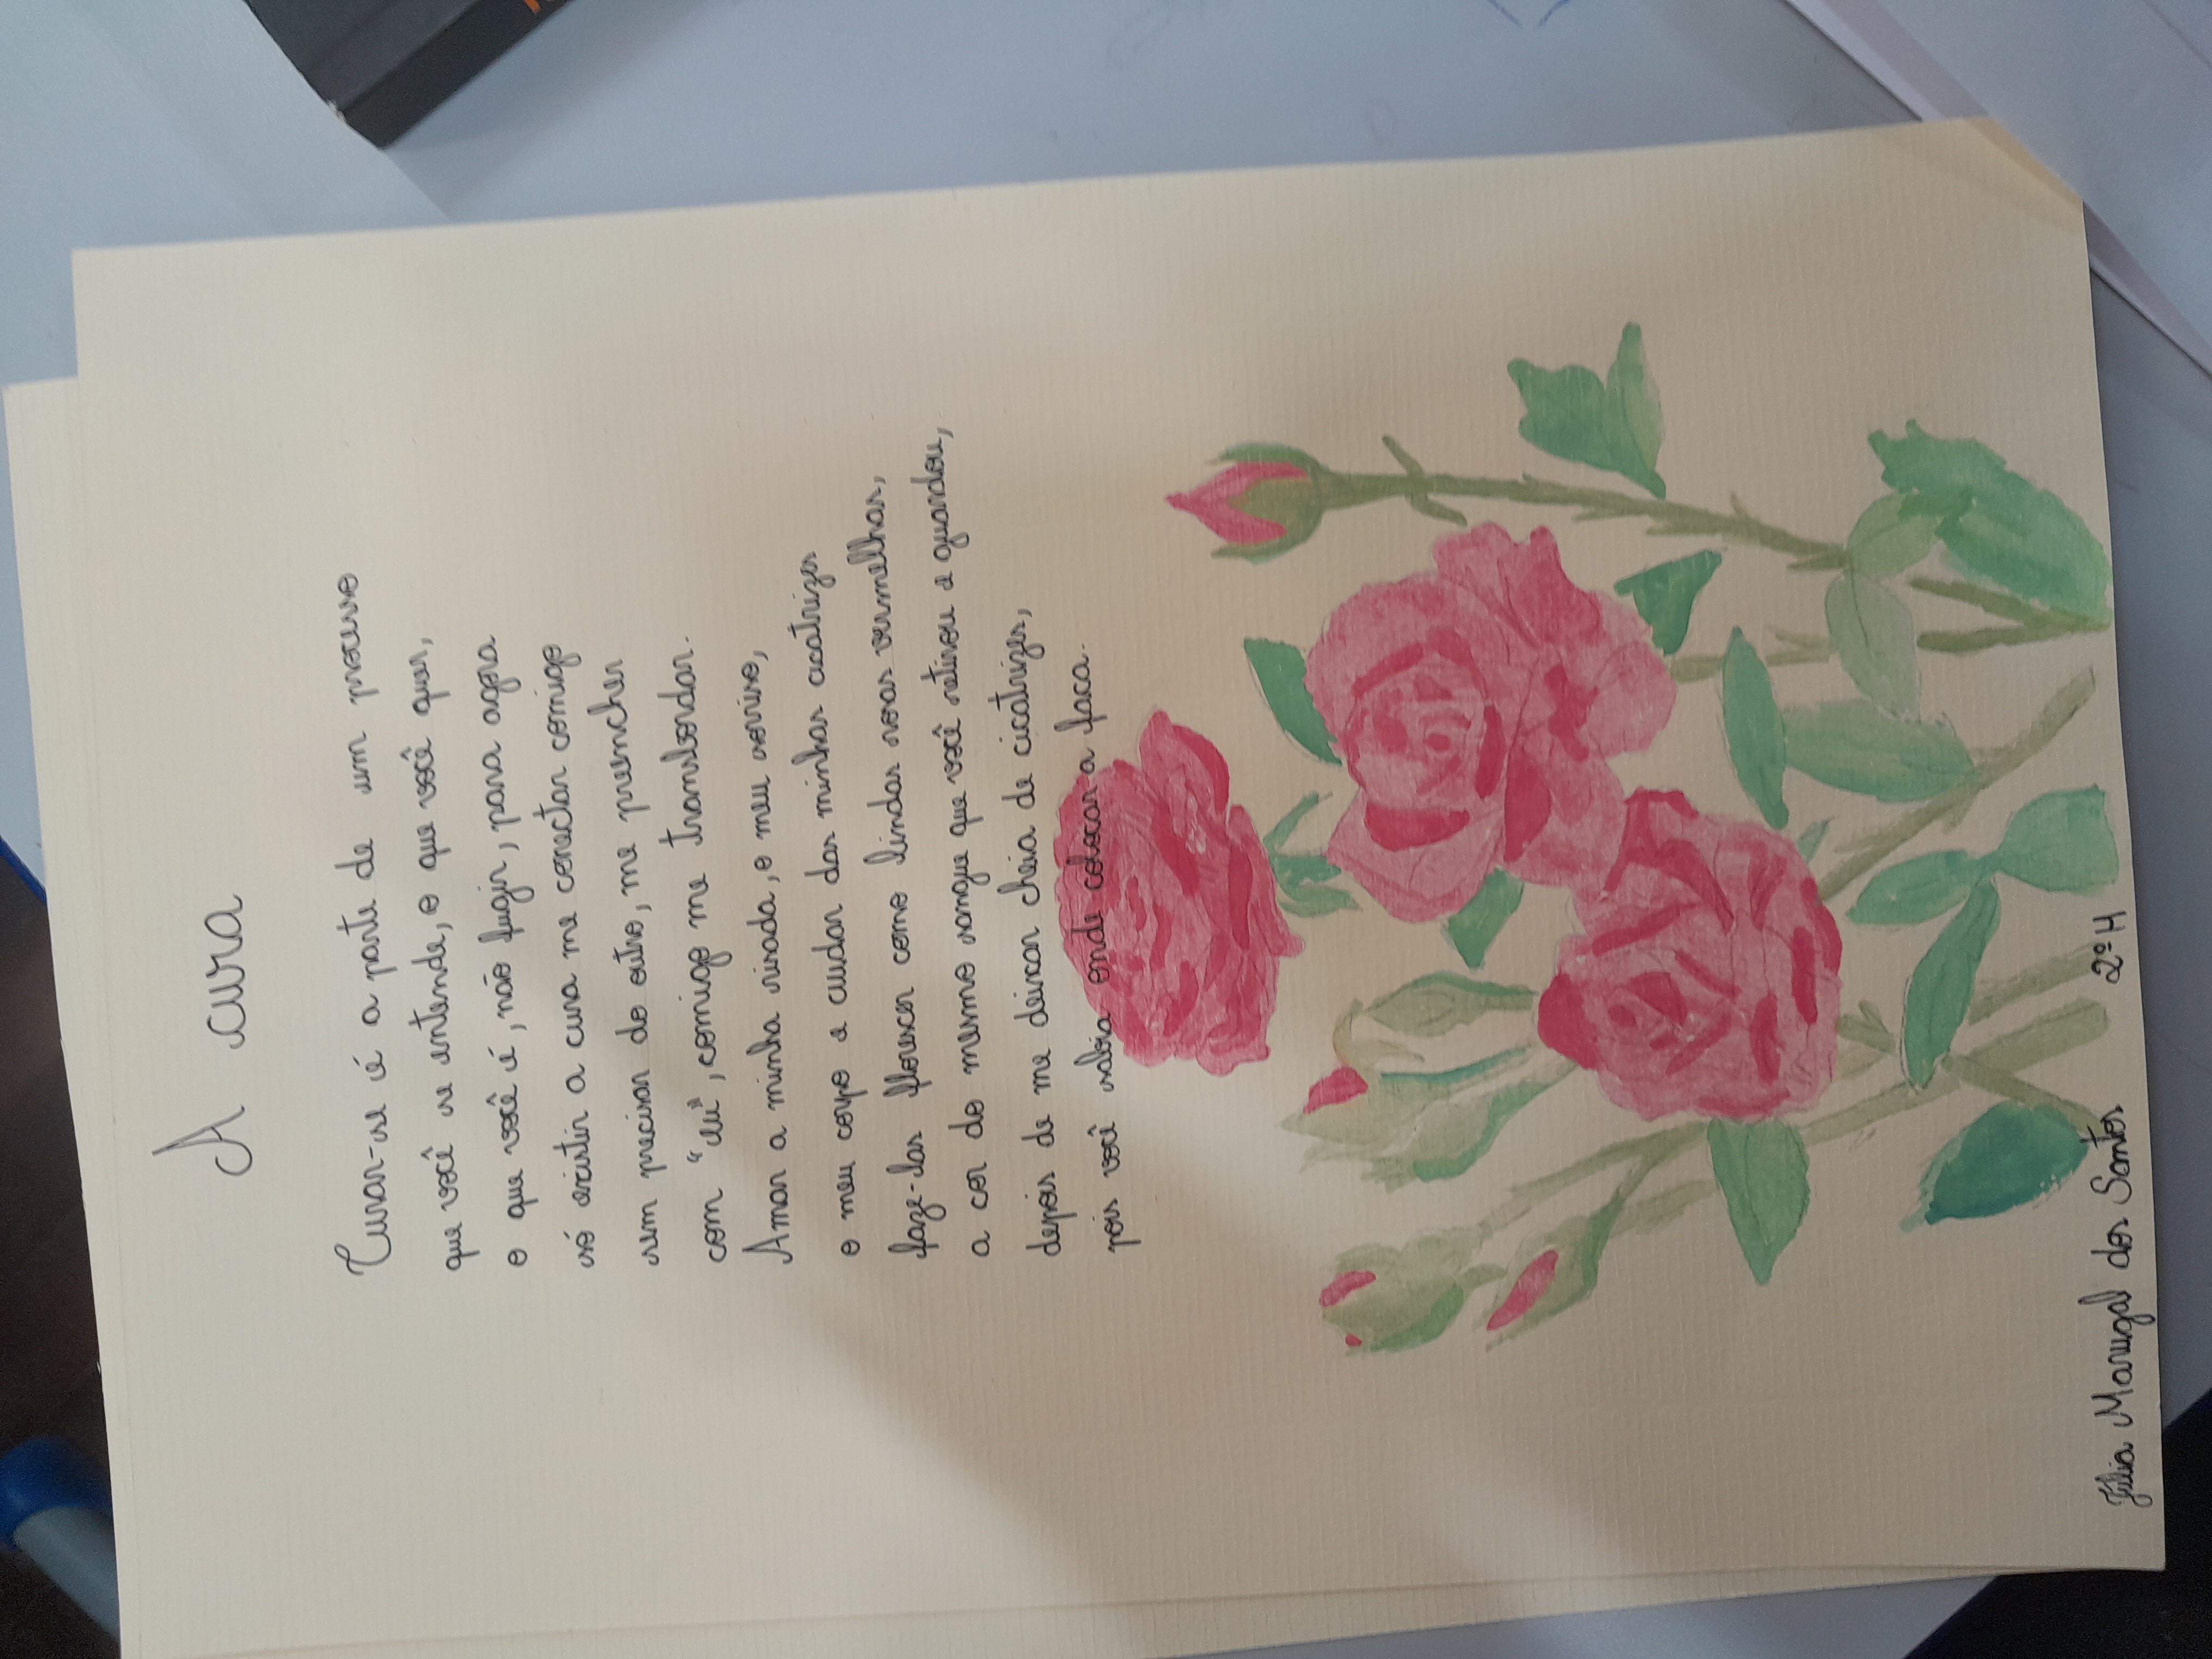 A cura
Curar-se é a parte de um processo
que você se entende, o que você quer,
o que você é, não fugir, para agora
só existir a cura me conectar comigo
sem precisar do outro, me preencher
com "eu", comigo me transbordar.
Amar a minha risada, o meu sorriso,
o meu corpo e cuidar das minhas cicatrizes
faze-las florescer como lindas rosas vermelhas,
a cor do mesmo sangue que você retirou e guardou,
depois de me deixar cheia de cicatrizes,
pois você sabia onde colocar a faca.
Júlia Marugal dos Santos 2º H